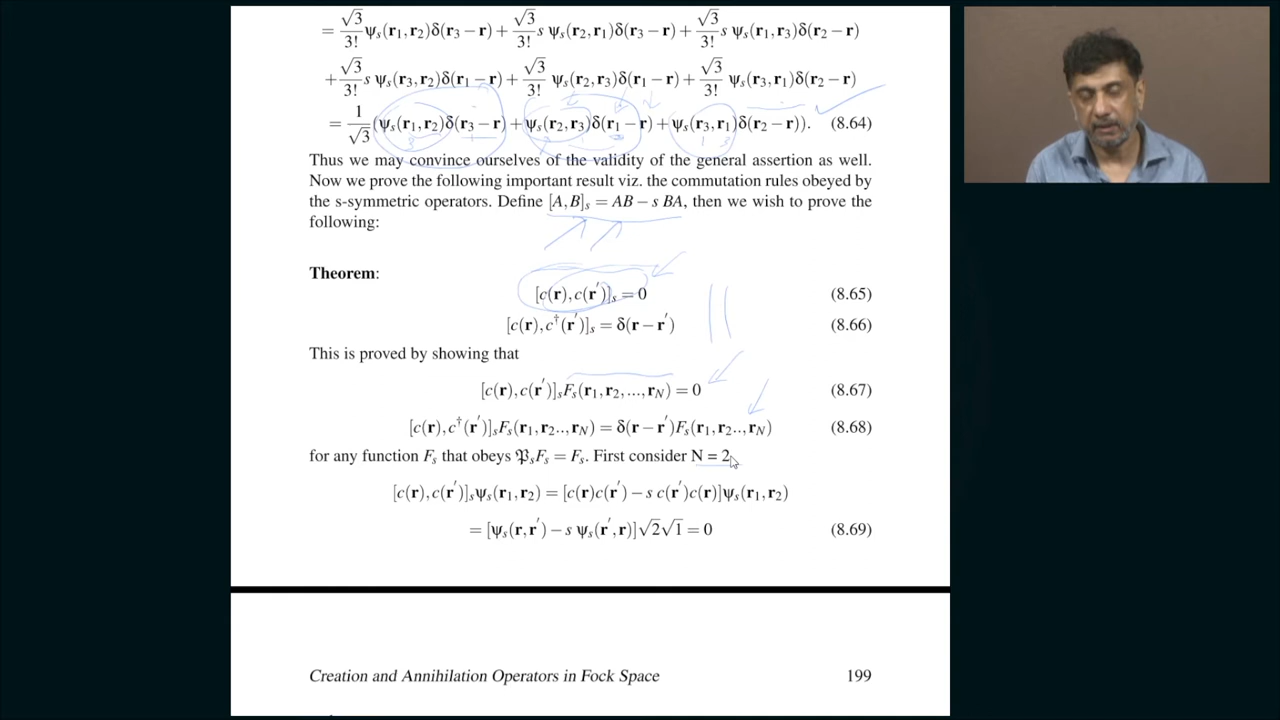 = √3/3! ψₛ(r₁,r₂)δ(r₃−r) + √3/3! s ψₛ(r₂,r₁)δ(r₃−r) + √3/3! s ψₛ(r₁,r₃)δ(r₂−r)
+ √3/3! s ψₛ(r₃,r₂)δ(r₁−r) + √3/3! ψₛ(r₂,r₃)δ(r₁−r) + √3/3! ψₛ(r₃,r₁)δ(r₂−r)
= 1/√3 (ψₛ(r₁,r₂)δ(r₃−r) + ψₛ(r₂,r₃)δ(r₁−r) + ψₛ(r₃,r₁)δ(r₂−r)). (8.64)
Thus we may convince ourselves of the validity of the general assertion as well.
Now we prove the following important result viz. the commutation rules obeyed by
the s-symmetric operators. Define [A,B]ₛ = AB − s BA, then we wish to prove the
following:
Theorem:
[c(r),c(r′)]ₛ = 0 (8.65)
[c(r),c†(r′)]ₛ = δ(r−r′) (8.66)
This is proved by showing that
[c(r),c(r′)]ₛFₛ(r₁,r₂,...,r_N) = 0 (8.67)
[c(r),c†(r′)]ₛFₛ(r₁,r₂..,r_N) = δ(r−r′)Fₛ(r₁,r₂..,r_N) (8.68)
for any function Fₛ that obeys 𝔓ₛFₛ = Fₛ. First consider N = 2
[c(r),c(r′)]ₛψₛ(r₁,r₂) = [c(r)c(r′) − s c(r′)c(r)]ψₛ(r₁,r₂)
= [ψₛ(r,r′) − s ψₛ(r′,r)]√2√1 = 0 (8.69)
Creation and Annihilation Operators in Fock Space 199